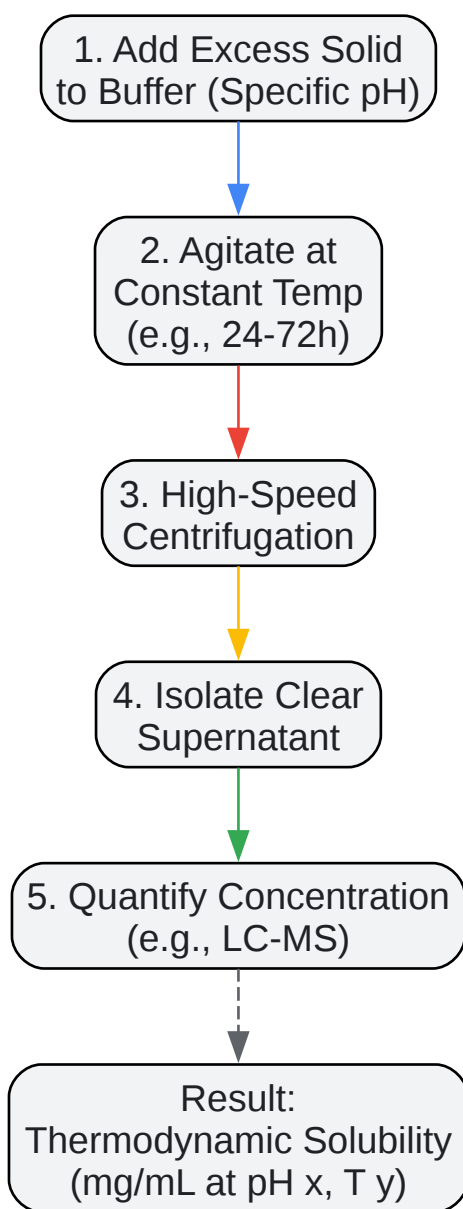 1. Add Excess Solid
to Buffer (Specific pH)
2. Agitate at
Constant Temp
(e.g., 24-72h)
3. High-Speed
Centrifugation
4. Isolate Clear
Supernatant
5. Quantify Concentration
(e.g., LC-MS)
Result:
Thermodynamic Solubility
(mg/mL at pH x, T y)